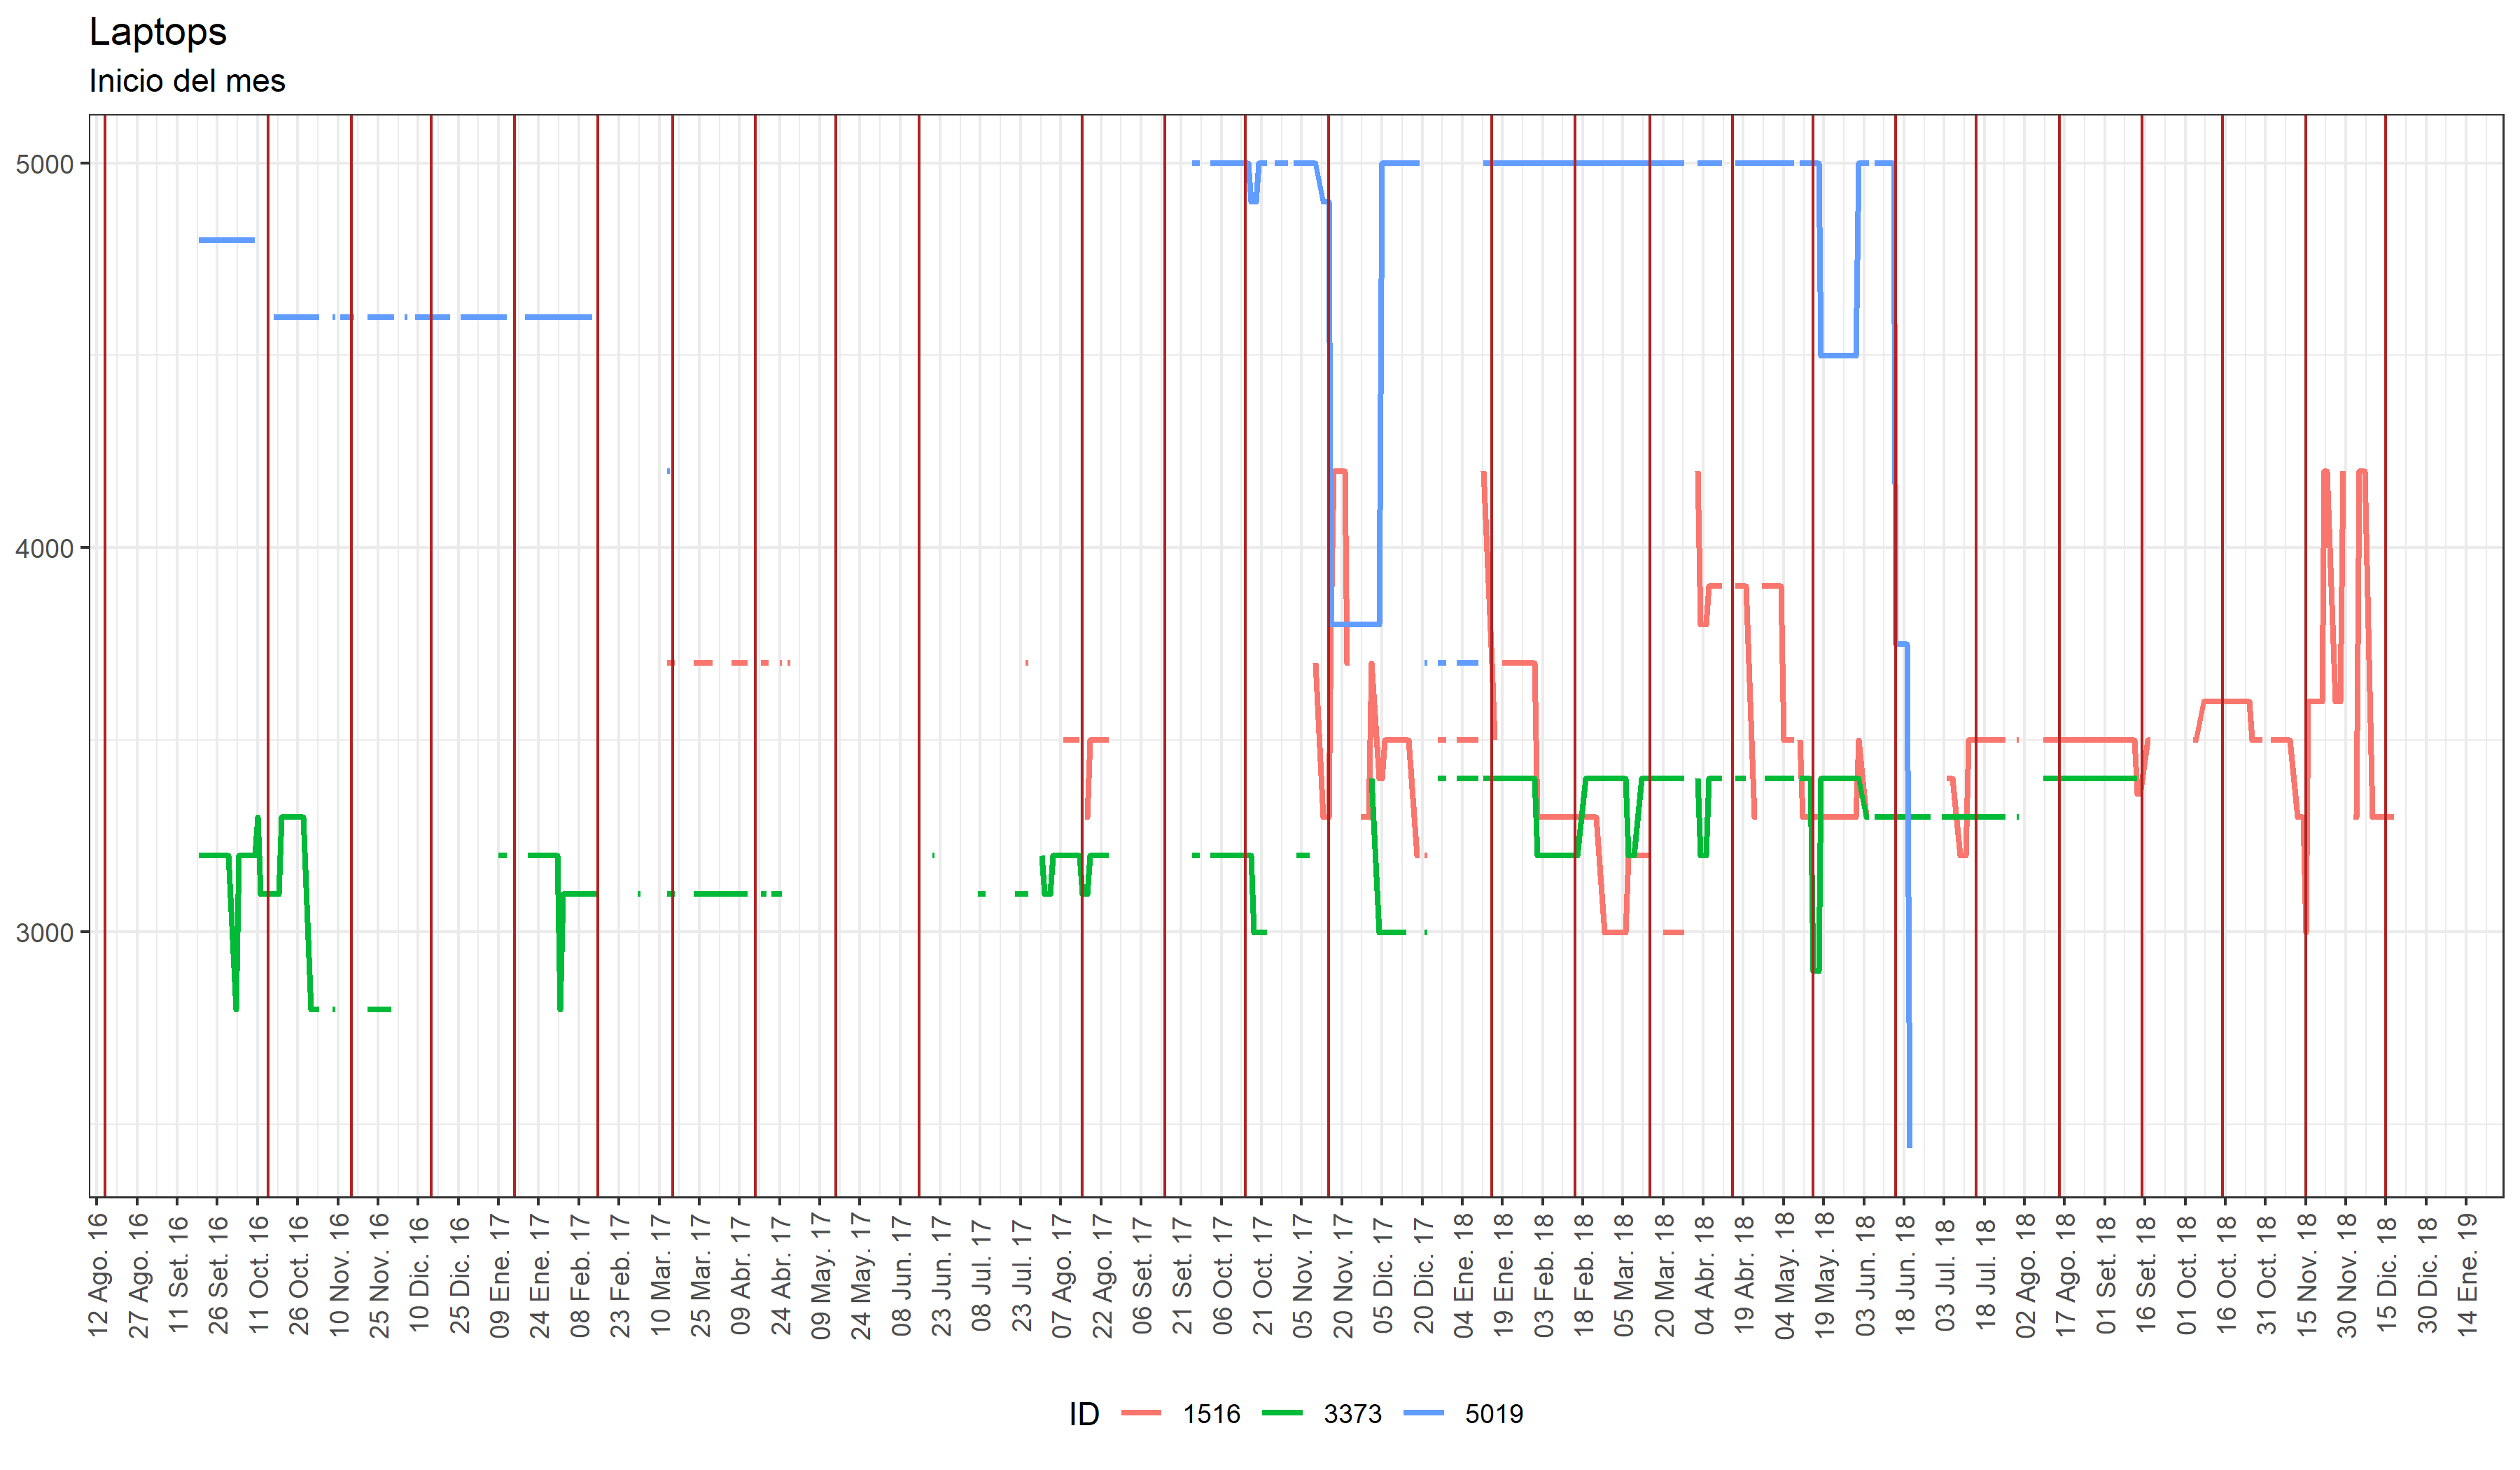 Laptops
Inicio del mes
5000
4000
3000
12 Ago. 16
27 Ago. 16
11 Set. 16
26 Set. 16
11 Oct. 16
26 Oct. 16
10 Nov. 16
25 Nov. 16
10 Dic. 16
25 Dic. 16
09 Ene. 17
24 Ene. 17
08 Feb. 17
23 Feb. 17
10 Mar. 17
25 Mar. 17
09 Abr. 17
24 Abr. 17
09 May. 17
24 May. 17
08 Jun. 17
23 Jun. 17
08 Jul. 17
23 Jul. 17
07 Ago. 17
22 Ago. 17
06 Set. 17
21 Set. 17
06 Oct. 17
21 Oct. 17
05 Nov. 17
20 Nov. 17
05 Dic. 17
20 Dic. 17
04 Ene. 18
19 Ene. 18
03 Feb. 18
18 Feb. 18
05 Mar. 18
20 Mar. 18
04 Abr. 18
19 Abr. 18
04 May. 18
19 May. 18
03 Jun. 18
18 Jun. 18
03 Jul. 18
18 Jul. 18
02 Ago. 18
17 Ago. 18
01 Set. 18
16 Set. 18
01 Oct. 18
16 Oct. 18
31 Oct. 18
15 Nov. 18
30 Nov. 18
15 Dic. 18
30 Dic. 18
14 Ene. 19
ID 1516 3373 5019